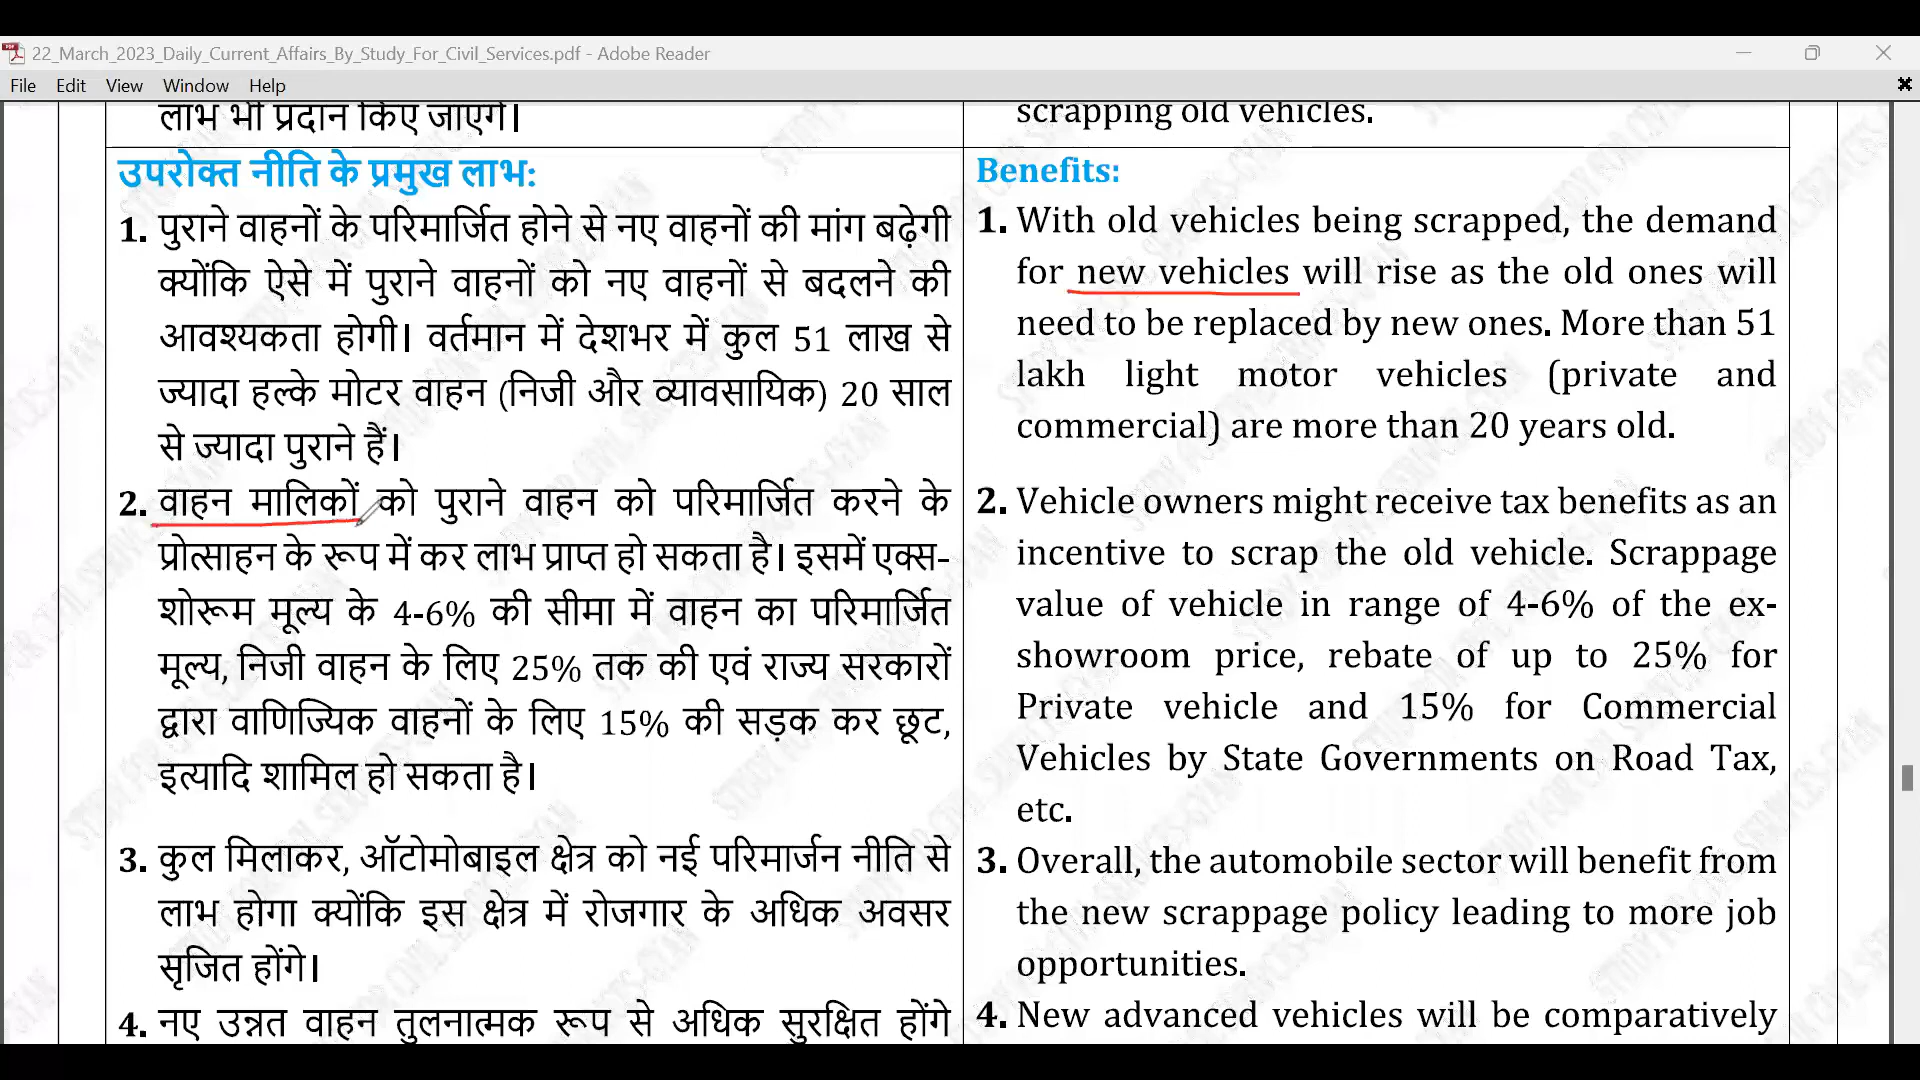 22_March_2023_Daily_Current_Affairs_By_Study_For_Civil_Services.pdf - Adobe Reader
File Edit View Window Help
लाभ भी प्रदान किए जाएंगे।
उपरोक्त नीति के प्रमुख लाभ:
1. पुराने वाहनों के परिमार्जित होने से नए वाहनों की मांग बढ़ेगी
क्योंकि ऐसे में पुराने वाहनों को नए वाहनों से बदलने की
आवश्यकता होगी। वर्तमान में देशभर में कुल 51 लाख से
ज्यादा हल्के मोटर वाहन (निजी और व्यावसायिक) 20 साल
से ज्यादा पुराने हैं।
2. वाहन मालिकों को पुराने वाहन को परिमार्जित करने के
प्रोत्साहन के रूप में कर लाभ प्राप्त हो सकता है। इसमें एक्स-
शोरूम मूल्य के 4-6% की सीमा में वाहन का परिमार्जित
मूल्य, निजी वाहन के लिए 25% तक की एवं राज्य सरकारों
द्वारा वाणिज्यिक वाहनों के लिए 15% की सड़क कर छूट,
इत्यादि शामिल हो सकता है।
3. कुल मिलाकर, ऑटोमोबाइल क्षेत्र को नई परिमार्जन नीति से
लाभ होगा क्योंकि इस क्षेत्र में रोजगार के अधिक अवसर
सृजित होंगे।
4. नए उन्नत वाहन तुलनात्मक रूप से अधिक सुरक्षित होंगे
scrapping old vehicles.
Benefits:
1. With old vehicles being scrapped, the demand
for new vehicles will rise as the old ones will
need to be replaced by new ones. More than 51
lakh light motor vehicles (private and
commercial) are more than 20 years old.
2. Vehicle owners might receive tax benefits as an
incentive to scrap the old vehicle. Scrappage
value of vehicle in range of 4-6% of the ex-
showroom price, rebate of up to 25% for
Private vehicle and 15% for Commercial
Vehicles by State Governments on Road Tax,
etc.
3. Overall, the automobile sector will benefit from
the new scrappage policy leading to more job
opportunities.
4. New advanced vehicles will be comparatively